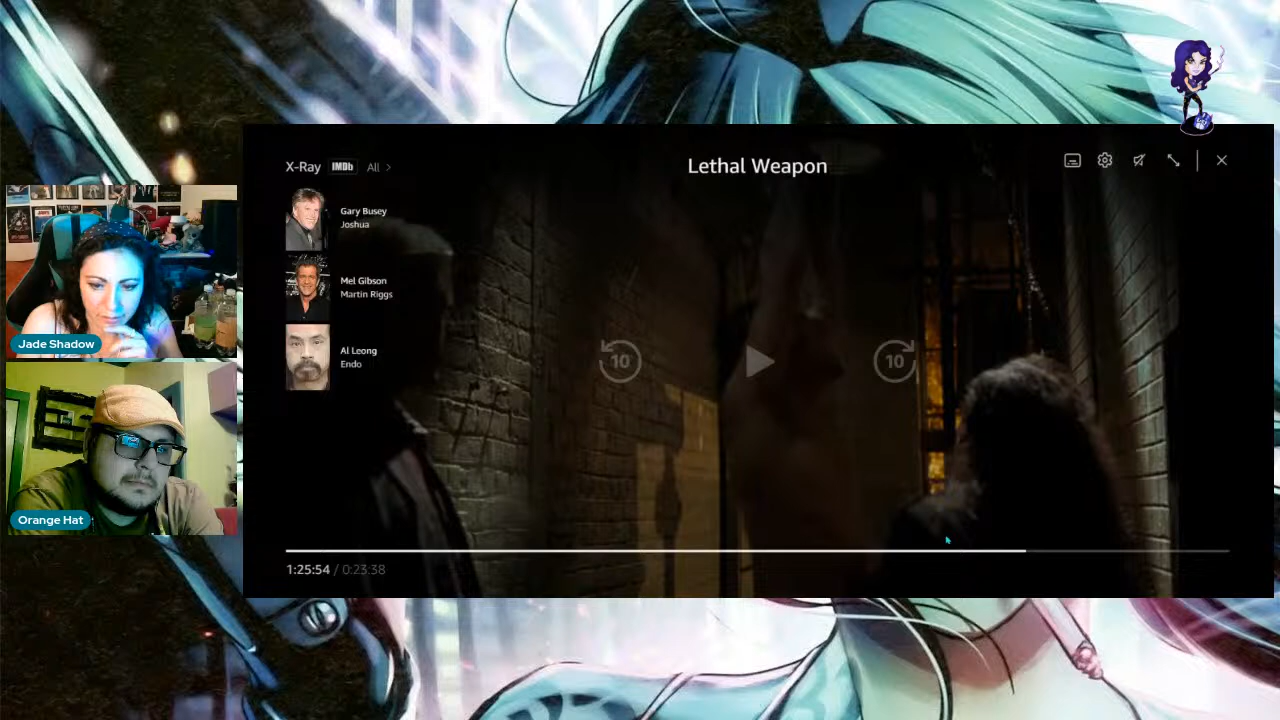 X-Ray IMDb All >
Lethal Weapon
Gary Busey
Joshua
Mel Gibson
Martin Riggs
Al Leong
Endo
10
10
1:25:54 / 0:23:38
Jade Shadow
Orange Hat